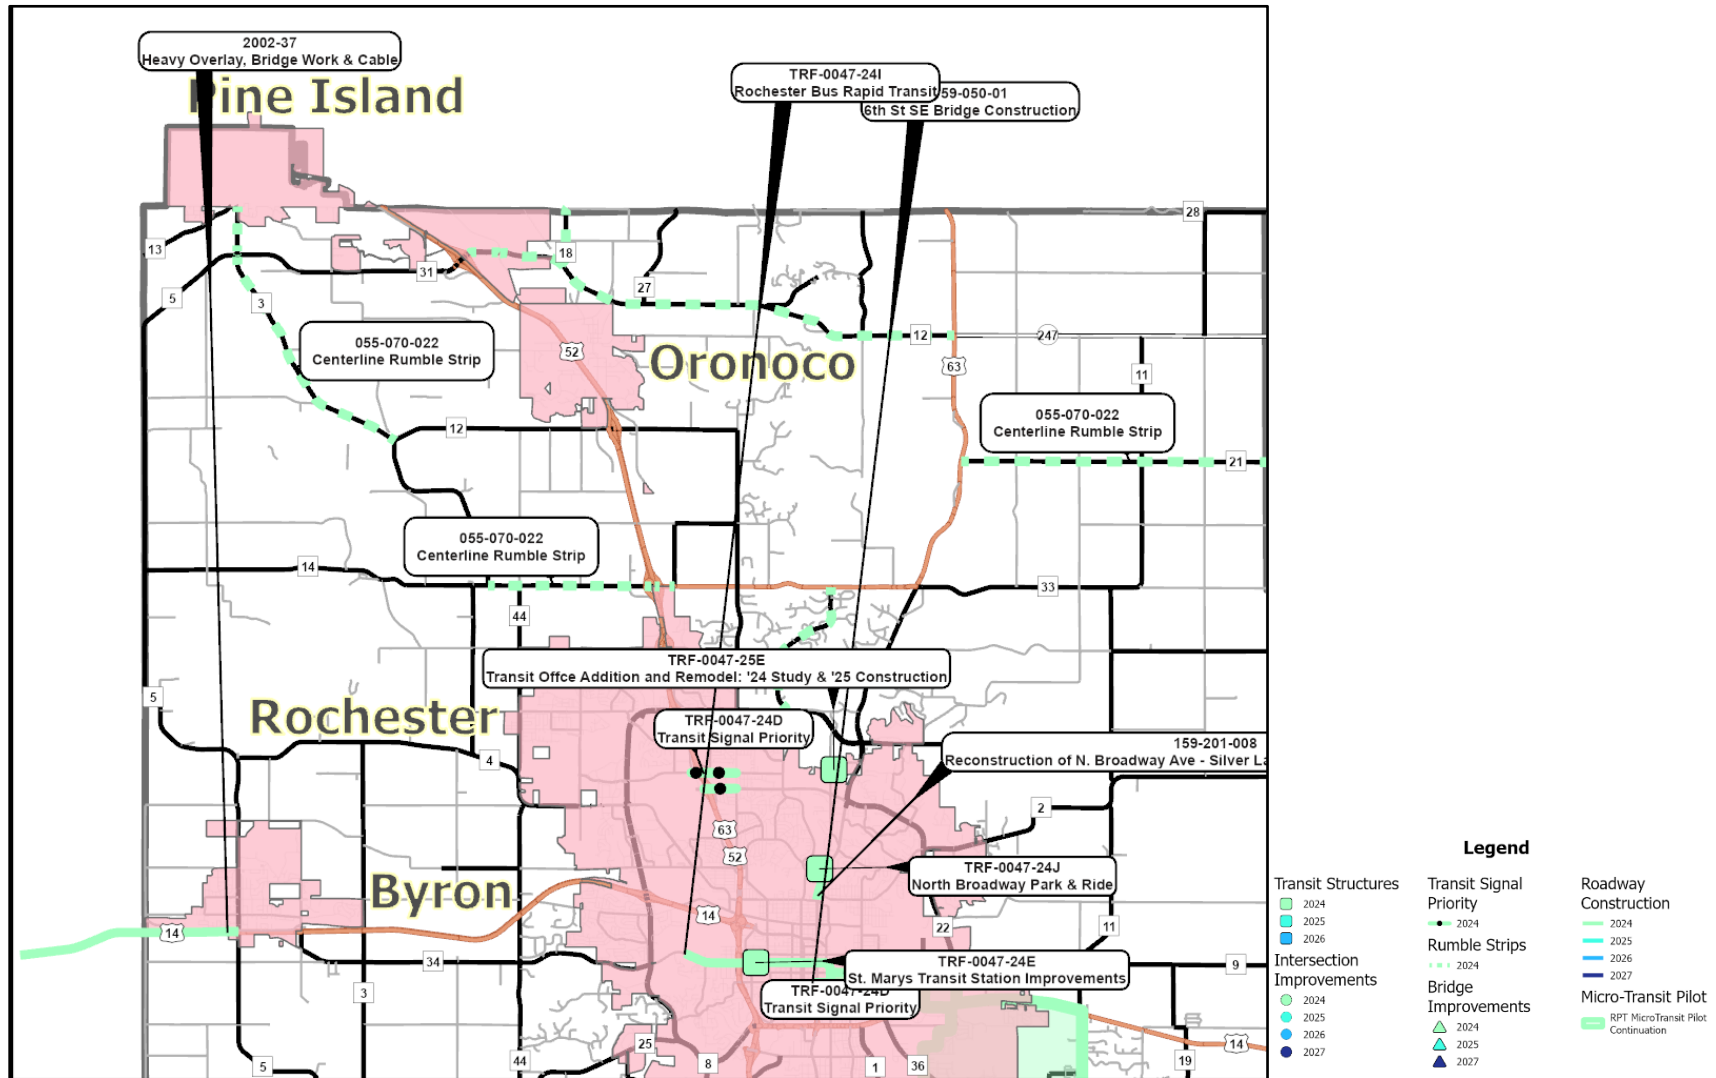 2002-37
Heavy Overlay, Bridge Work & Cable
Pine Island
TRF-0047-24I
Rochester Bus Rapid Transit
59-050-01
6th St SE Bridge Construction
28
13
18
31
27
5
3
055-070-022
Centerline Rumble Strip
52
Oronoco
12
247
63
11
055-070-022
Centerline Rumble Strip
12
21
055-070-022
Centerline Rumble Strip
14
33
44
TRF-0047-25E
Transit Offce Addition and Remodel: '24 Study & '25 Construction
5
Rochester
TRF-0047-24D
Transit Signal Priority
159-201-008
Reconstruction of N. Broadway Ave - Silver La
4
2
63
52
TRF-0047-24J
North Broadway Park & Ride
Byron
14
14
22
11
34
TRF-0047-24E
St. Marys Transit Station Improvements
9
3
TRF-0047-24D
Transit Signal Priority
25
14
5
44
8
1
36
19
Legend
Transit Structures
2024
2025
2026
Intersection
Improvements
2024
2025
2026
2027
Transit Signal
Priority
2024
Rumble Strips
2024
Bridge
Improvements
2024
2025
2027
Roadway
Construction
2024
2025
2026
2027
Micro-Transit Pilot
RPT MicroTransit Pilot
Continuation